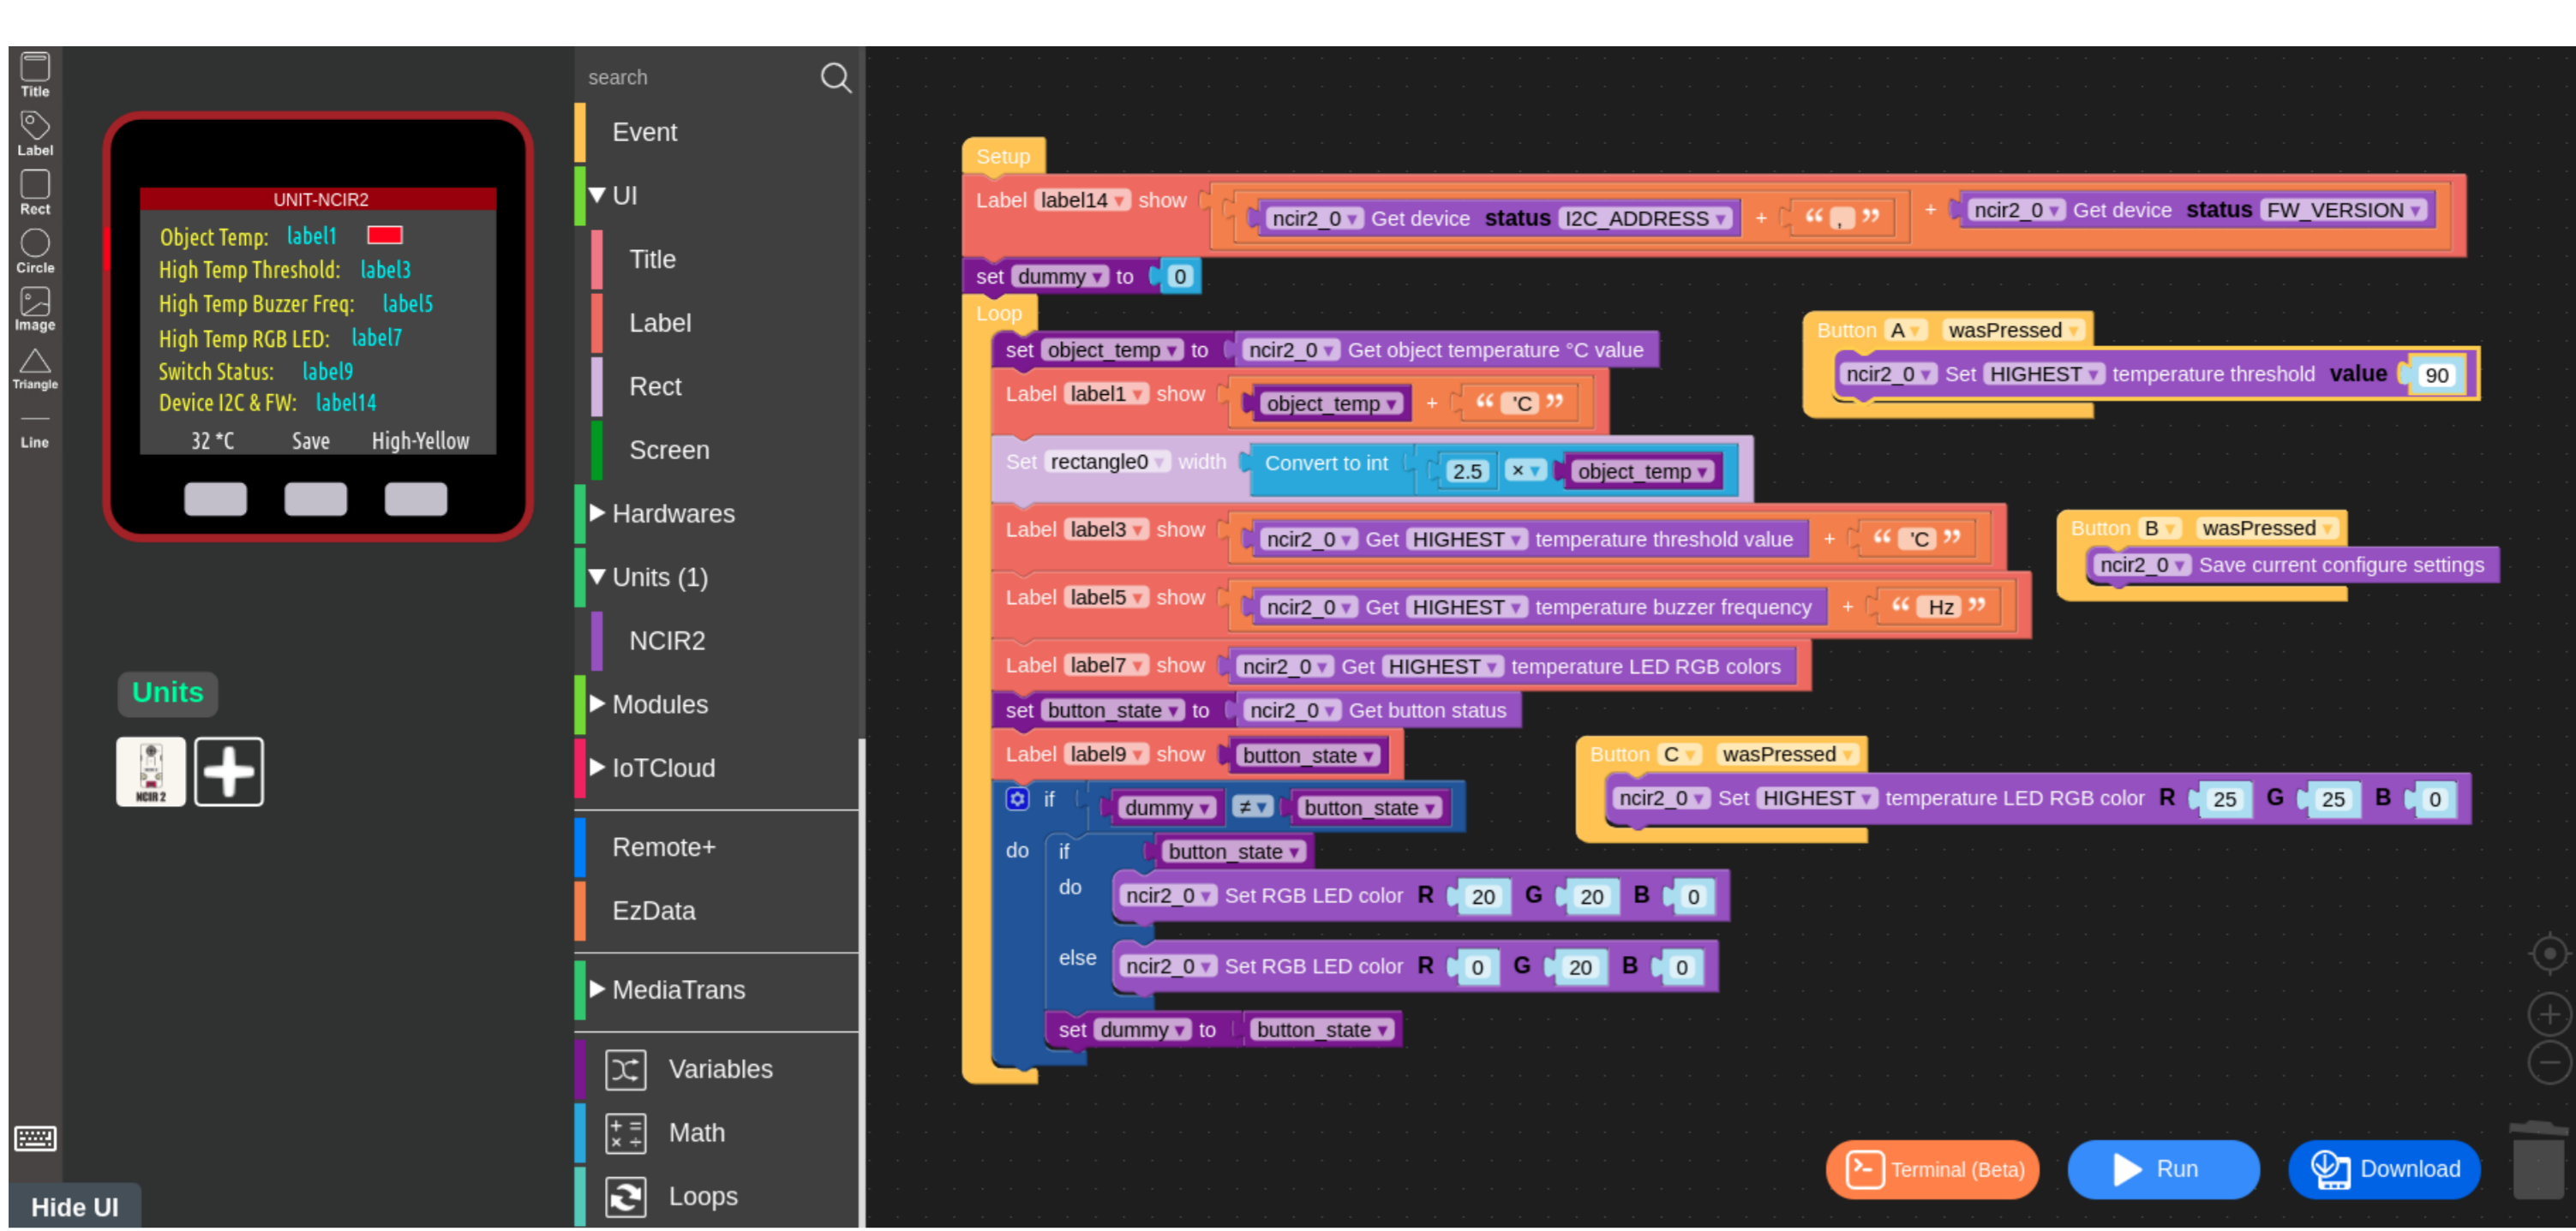 Title
Label
Rect
Circle
Image
Triangle
Line
Hide UI
UNIT-NCIR2
Object Temp: label1
High Temp Threshold: label3
High Temp Buzzer Freq: label5
High Temp RGB LED: label7
Switch Status: label9
Device I2C & FW: label14
32 *C Save High-Yellow
Units
NCIR 2
search
Event
UI
Title
Label
Rect
Screen
Hardwares
Units (1)
NCIR2
Modules
IoTCloud
Remote+
EzData
MediaTrans
Variables
Math
Loops
Setup
Label label14 show ncir2_0 Get device status I2C_ADDRESS + “ , ” + ncir2_0 Get device status FW_VERSION
set dummy to 0
Loop
set object_temp to ncir2_0 Get object temperature °C value
Label label1 show object_temp + “ 'C ”
Set rectangle0 width Convert to int 2.5 × object_temp
Label label3 show ncir2_0 Get HIGHEST temperature threshold value + “ 'C ”
Label label5 show ncir2_0 Get HIGHEST temperature buzzer frequency + “ Hz ”
Label label7 show ncir2_0 Get HIGHEST temperature LED RGB colors
set button_state to ncir2_0 Get button status
Label label9 show button_state
if dummy ≠ button_state
do if button_state
do ncir2_0 Set RGB LED color R 20 G 20 B 0
else ncir2_0 Set RGB LED color R 0 G 20 B 0
set dummy to button_state
Button A wasPressed
ncir2_0 Set HIGHEST temperature threshold value 90
Button B wasPressed
ncir2_0 Save current configure settings
Button C wasPressed
ncir2_0 Set HIGHEST temperature LED RGB color R 25 G 25 B 0
Terminal (Beta)
Run
Download